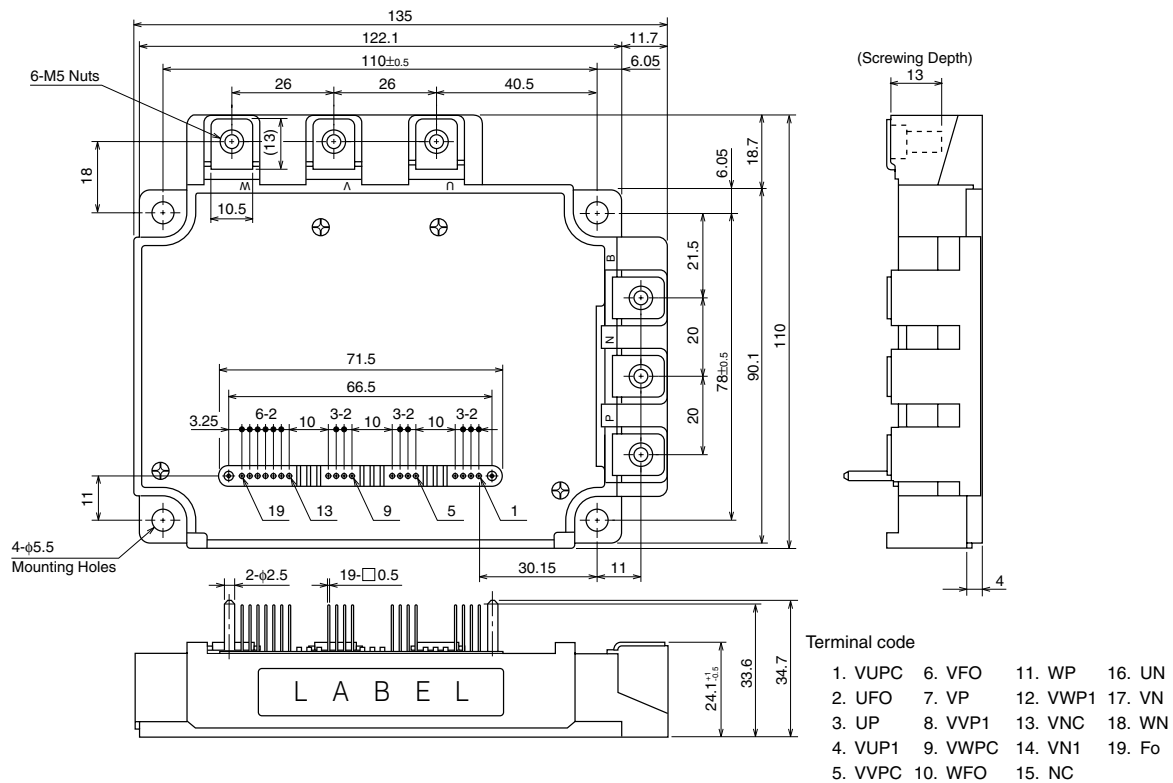 135
122.1
11.7
110±0.5
6.05
6-M5 Nuts
26
26
40.5
(Screwing Depth)
13
(13)
18
10.5
W
V
U
18.7
6.05
B
21.5
N
20
P
20
78±0.5
90.1
110
71.5
66.5
3.25
6-2
10
3-2
10
3-2
10
3-2
11
19
13
9
5
1
4-φ5.5
Mounting Holes
30.15
11
4
2-φ2.5
19-□0.5
LABEL
24.1 +1 -0.5
33.6
34.7
Terminal code
1. VUPC 6. VFO 11. WP 16. UN
2. UFO 7. VP 12. VWP1 17. VN
3. UP 8. VVP1 13. VNC 18. WN
4. VUP1 9. VWPC 14. VN1 19. Fo
5. VVPC 10. WFO 15. NC